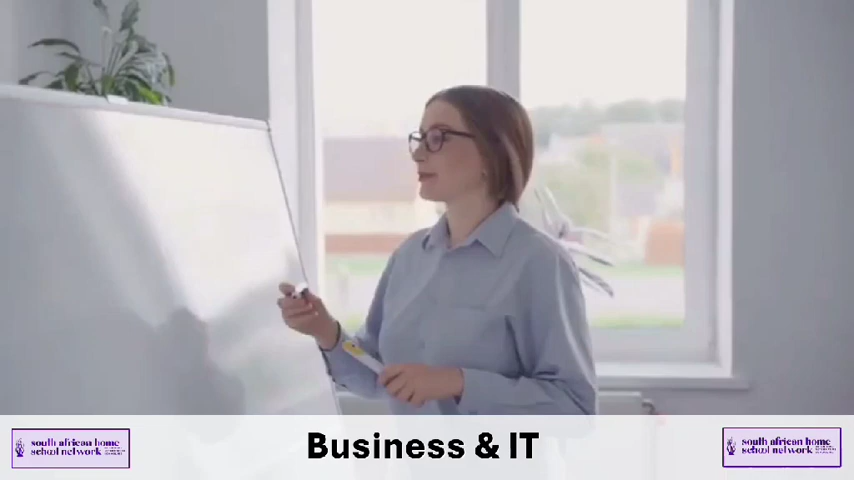 Business & IT
south african home
school network
south african home
school network